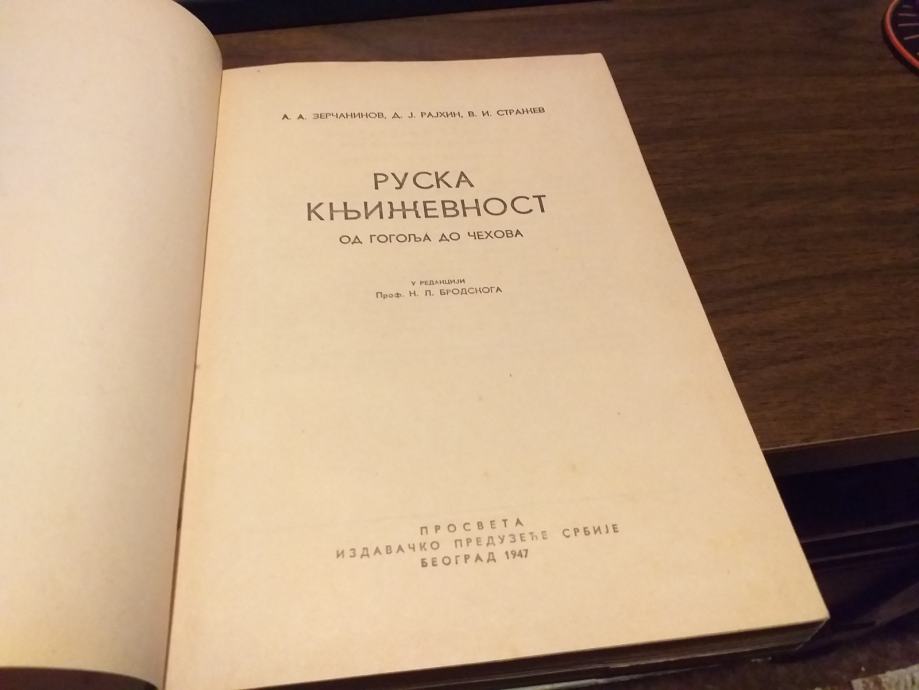 А. А. ЗЕРЧАНИНОВ, Д. Ј. РАЈХИН, В. И. СТРАЖЕВ
РУСКА
КЊИЖЕВНОСТ
ОД ГОГОЉА ДО ЧЕХОВА
У РЕДАКЦИЈИ
Проф. Н. Л. БРОДСКОГА
ПРОСВЕТА
ИЗДАВАЧКО ПРЕДУЗЕЋЕ СРБИЈЕ
БЕОГРАД 1947